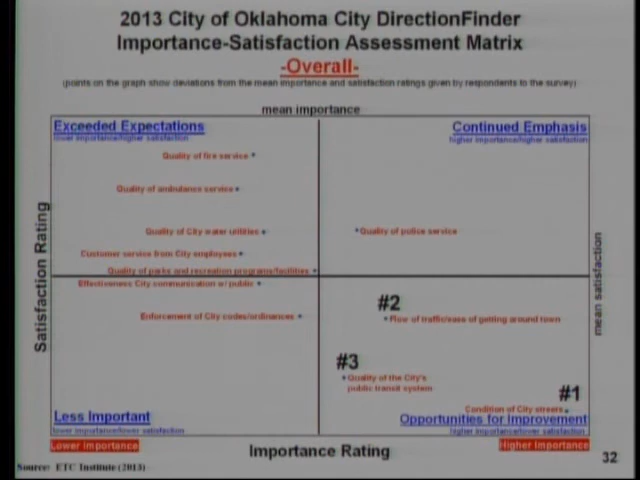 2013 City of Oklahoma City DirectionFinder
Importance-Satisfaction Assessment Matrix
-Overall-
(points on the graph show deviations from the mean importance and satisfaction ratings given by respondents to the survey)
mean importance
Exceeded Expectations
lower importance/higher satisfaction
Continued Emphasis
higher importance/higher satisfaction
Quality of fire service
Quality of ambulance service
Quality of City water utilities
Quality of police service
Customer service from City employees
Quality of parks and recreation programs/facilities
Effectiveness City communication w/ public
Satisfaction Rating
mean satisfaction
#2
Enforcement of City codes/ordinances
Flow of traffic/ease of getting around town
#3
Quality of the City's
public transit system
#1
Condition of City streets
Less Important
lower importance/lower satisfaction
Opportunities for Improvement
higher importance/lower satisfaction
Lower Importance
Importance Rating
Higher Importance
32
Source: ETC Institute (2013)